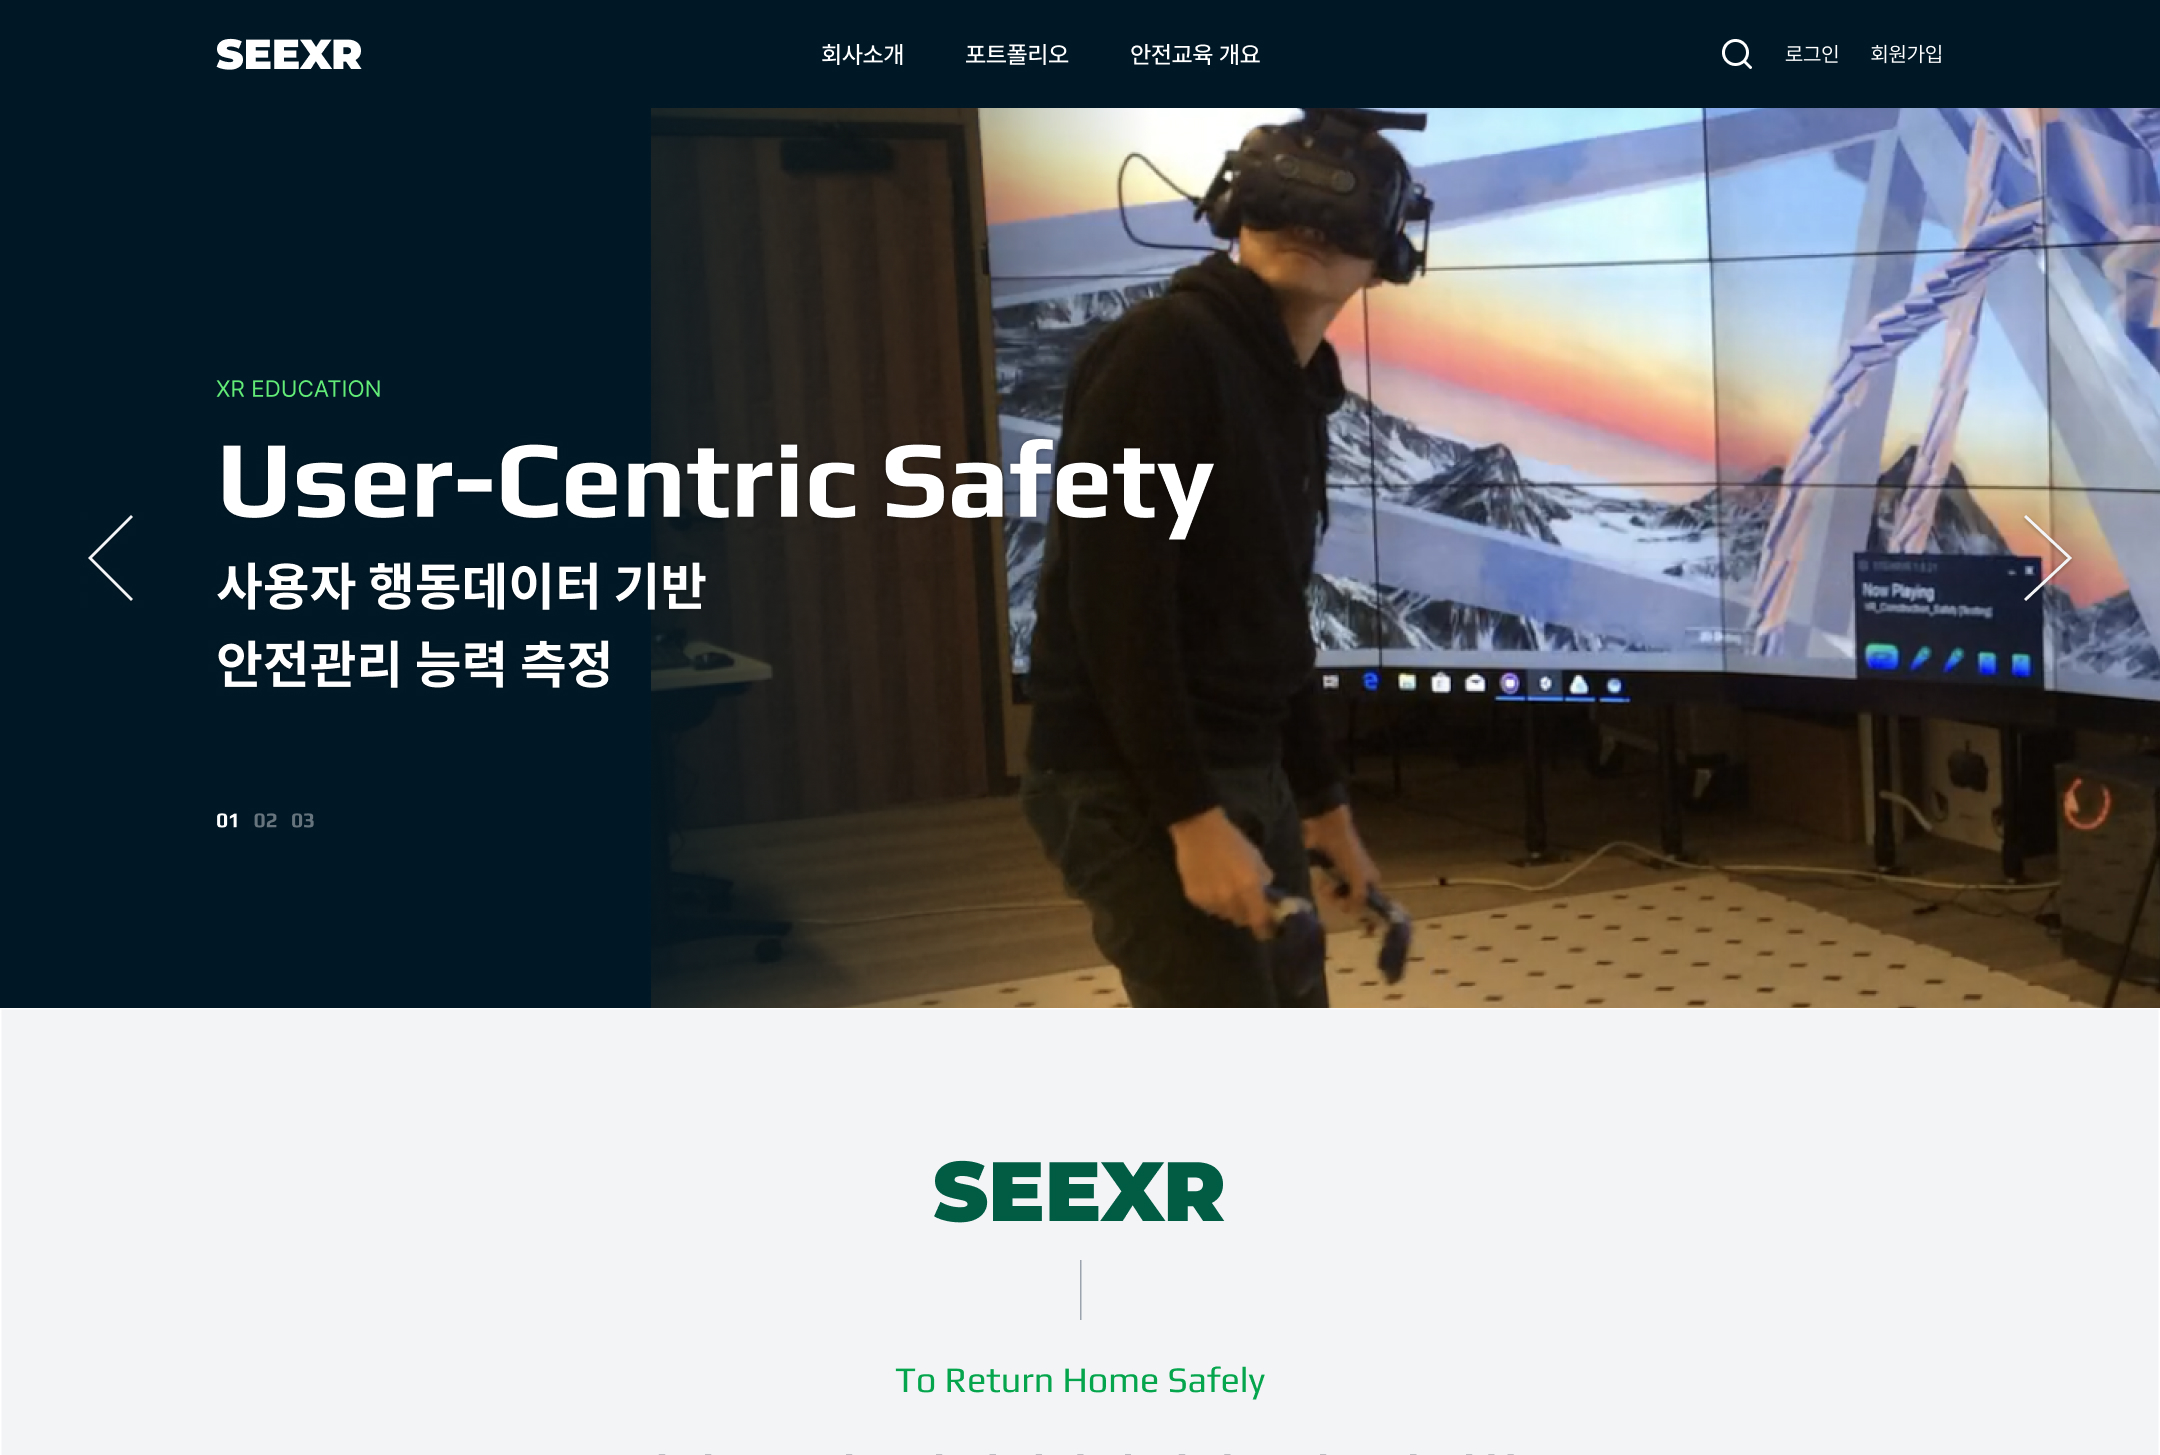 SEEXR
회사소개
포트폴리오
안전교육 개요
로그인
회원가입
XR EDUCATION
User-Centric Safety
사용자 행동데이터 기반
안전관리 능력 측정
01 02 03
Now Playing
VR_Construction_Safety [Testing]
SEEXR
To Return Home Safely